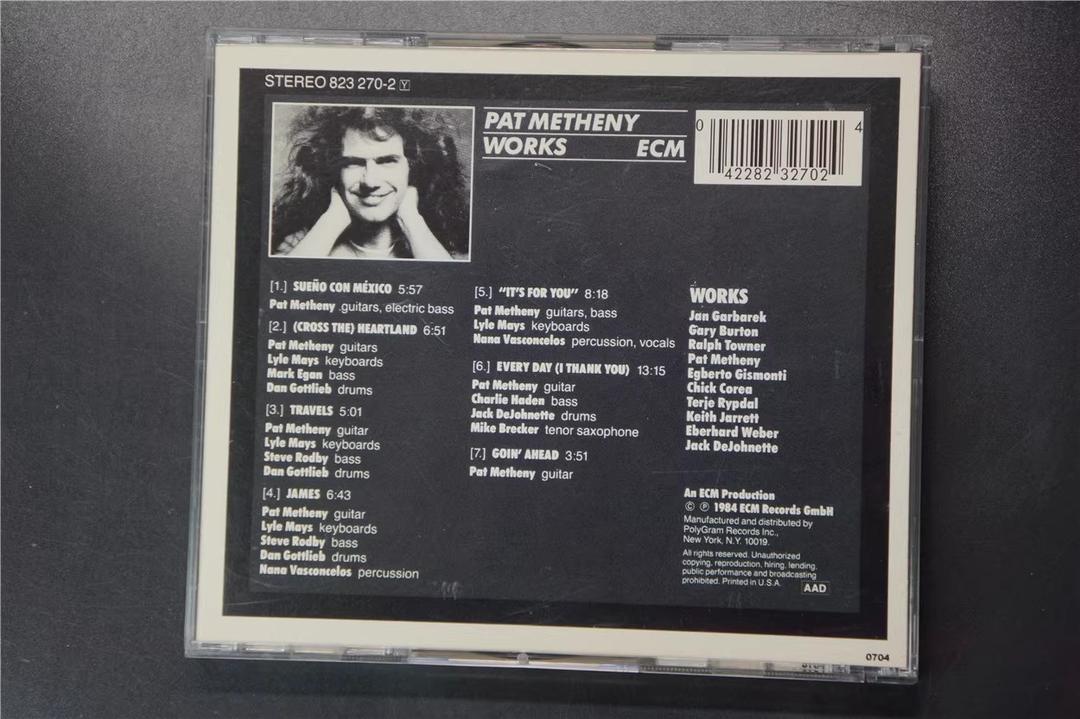 STEREO 823 270-2 Y
PAT METHENY
WORKS ECM
0 42282 32702 4
[1.] SUEÑO CON MÉXICO 5:57
Pat Metheny guitars, electric bass
[2.] (CROSS THE) HEARTLAND 6:51
Pat Metheny guitars
Lyle Mays keyboards
Mark Egan bass
Dan Gottlieb drums
[3.] TRAVELS 5:01
Pat Metheny guitar
Lyle Mays keyboards
Steve Rodby bass
Dan Gottlieb drums
[4.] JAMES 6:43
Pat Metheny guitar
Lyle Mays keyboards
Steve Rodby bass
Dan Gottlieb drums
Nana Vasconcelos percussion
[5.] “IT'S FOR YOU” 8:18
Pat Metheny guitars, bass
Lyle Mays keyboards
Nana Vasconcelos percussion, vocals
[6.] EVERY DAY (I THANK YOU) 13:15
Pat Metheny guitar
Charlie Haden bass
Jack DeJohnette drums
Mike Brecker tenor saxophone
[7.] GOIN' AHEAD 3:51
Pat Metheny guitar
WORKS
Jan Garbarek
Gary Burton
Ralph Towner
Pat Metheny
Egberto Gismonti
Chick Corea
Terje Rypdal
Keith Jarrett
Eberhard Weber
Jack DeJohnette
An ECM Production
© ℗ 1984 ECM Records GmbH
Manufactured and distributed by
PolyGram Records Inc.,
New York, N.Y. 10019.
All rights reserved. Unauthorized
copying, reproduction, hiring, lending,
public performance and broadcasting
prohibited. Printed in U.S.A.
AAD
0704